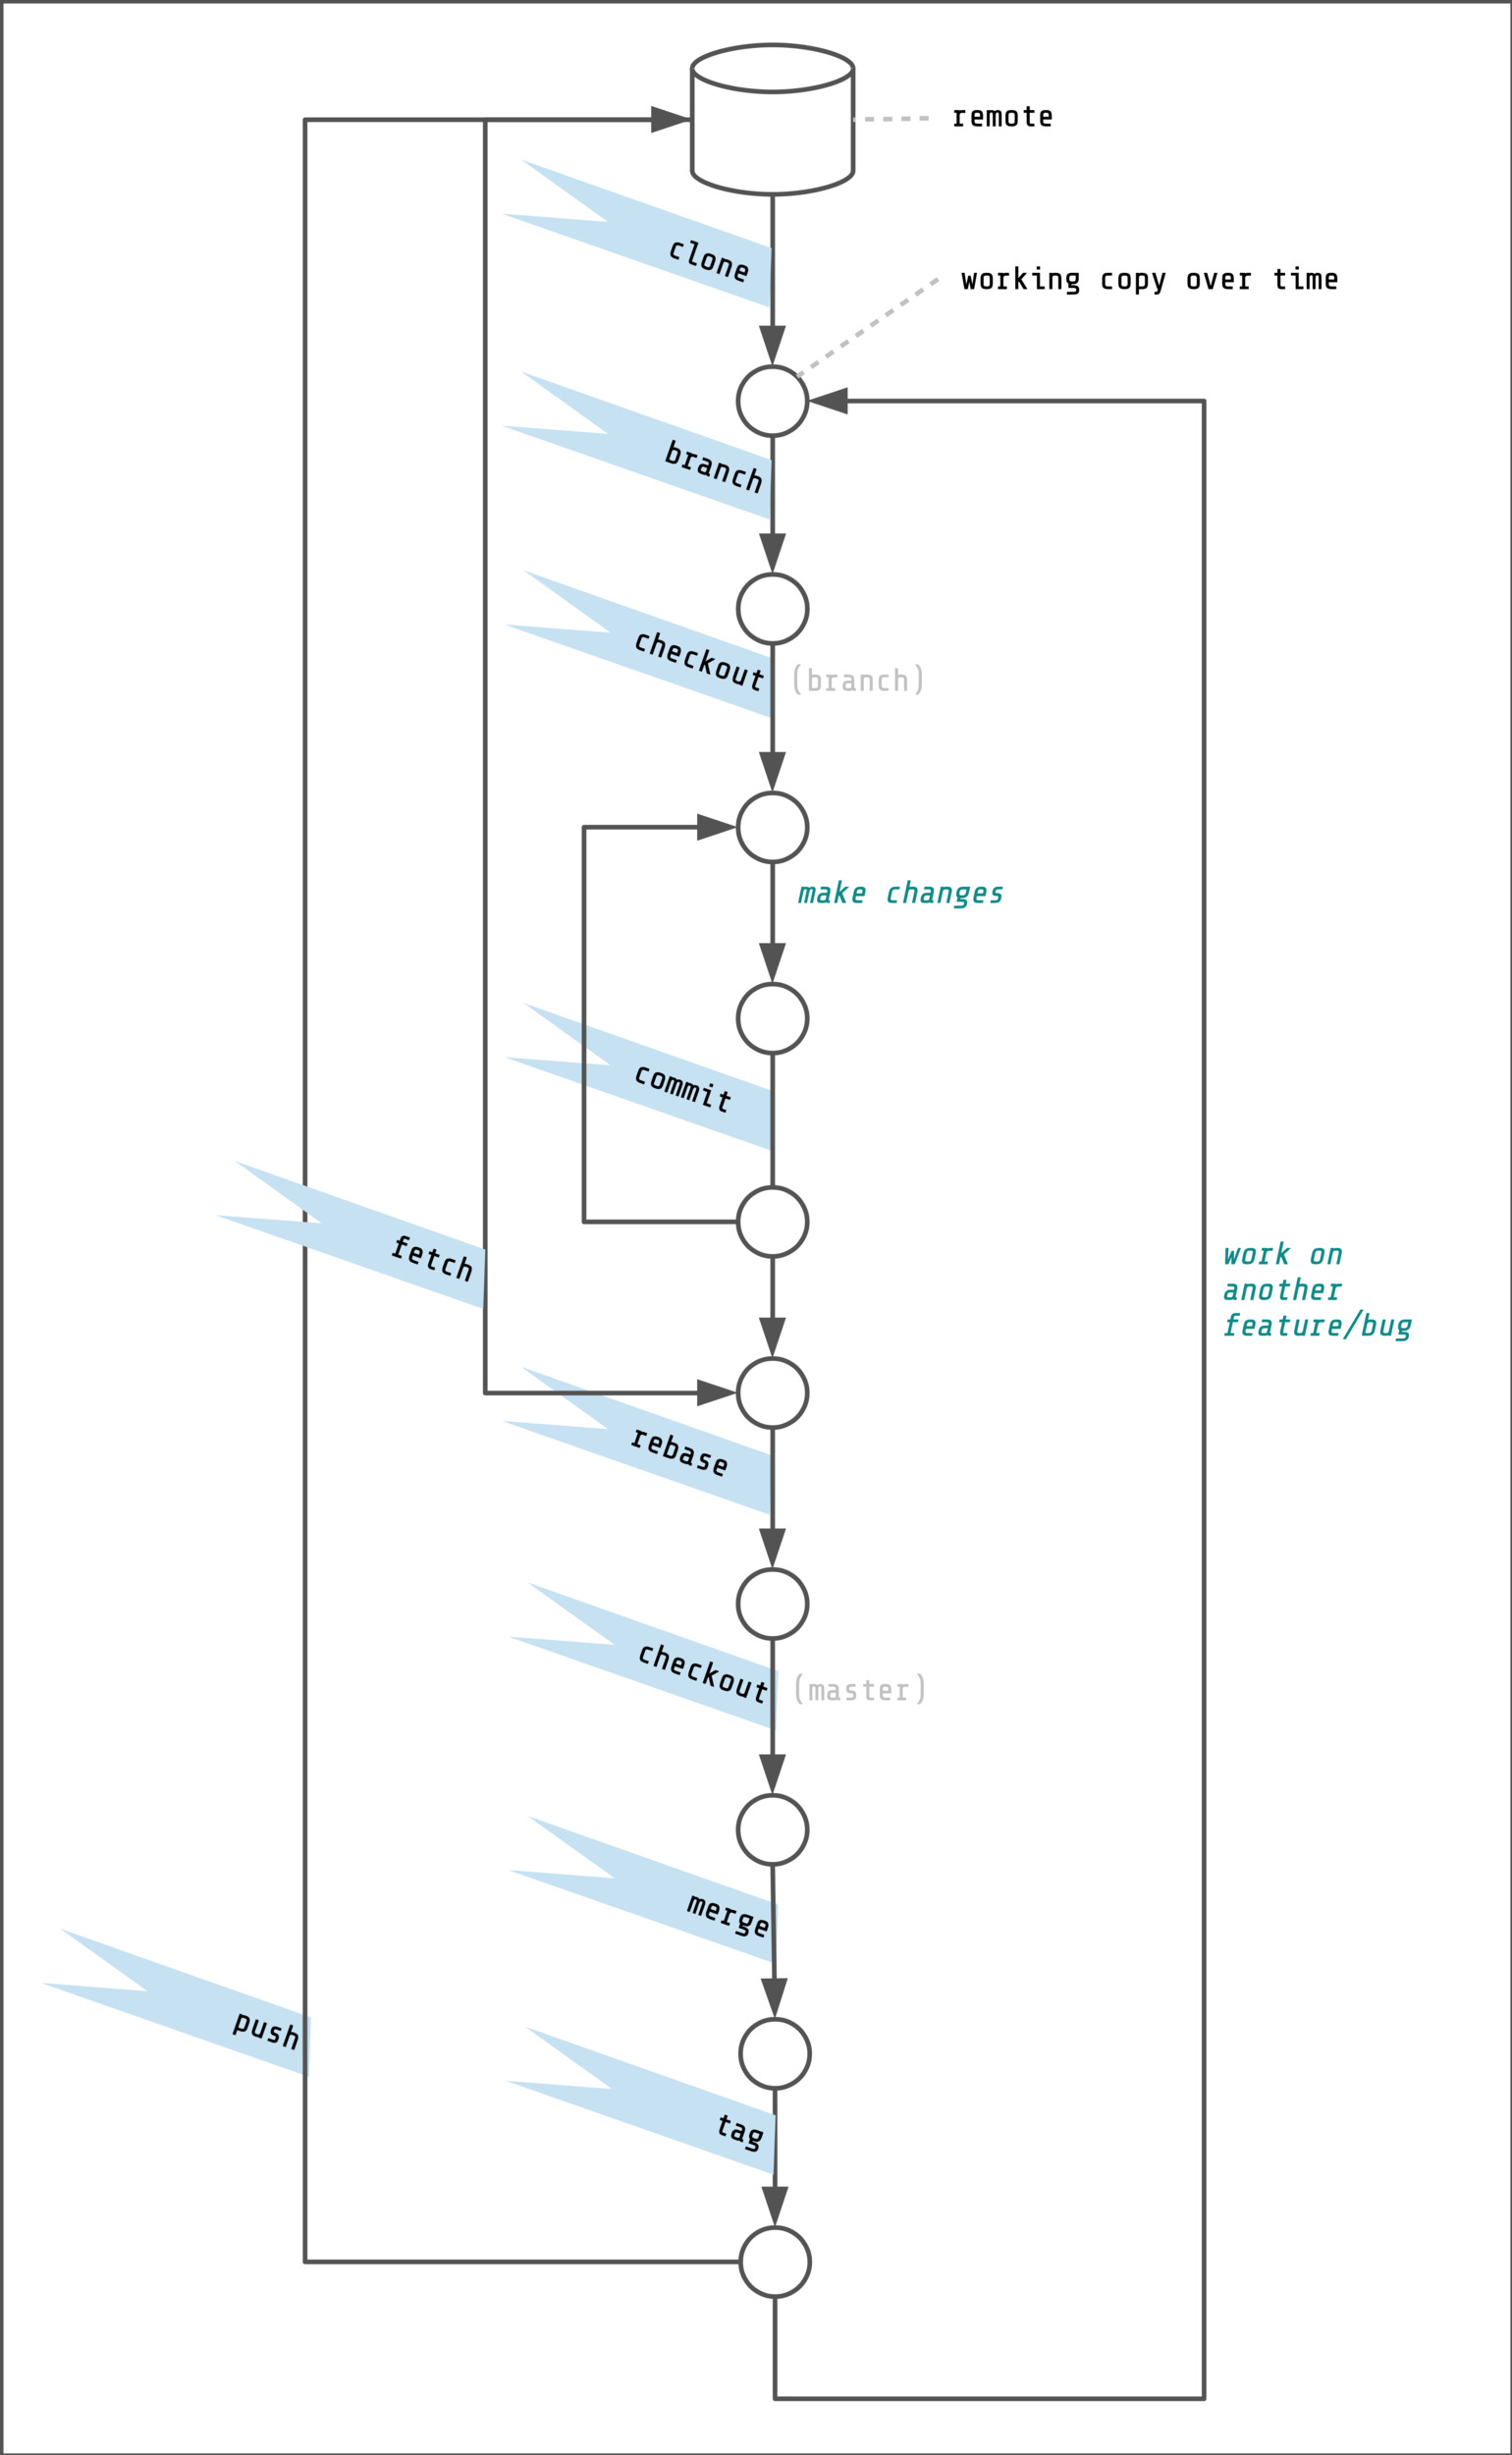 remote
clone
working copy over time
branch
checkout
(branch)
make changes
commit
fetch
work on
another
feature/bug
rebase
checkout
(master)
merge
push
tag